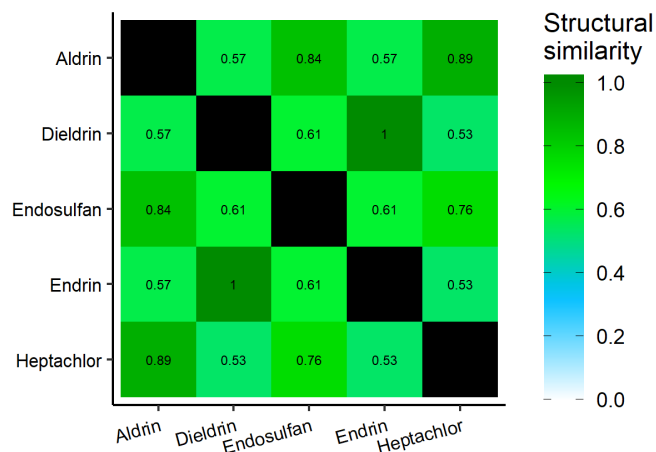 Structural
similarity
Aldrin 0.57 0.84 0.57 0.89
Dieldrin 0.57 0.61 1 0.53
Endosulfan 0.84 0.61 0.61 0.76
Endrin 0.57 1 0.61 0.53
Heptachlor 0.89 0.53 0.76 0.53
Aldrin Dieldrin Endosulfan Endrin Heptachlor
1.0
0.8
0.6
0.4
0.2
0.0